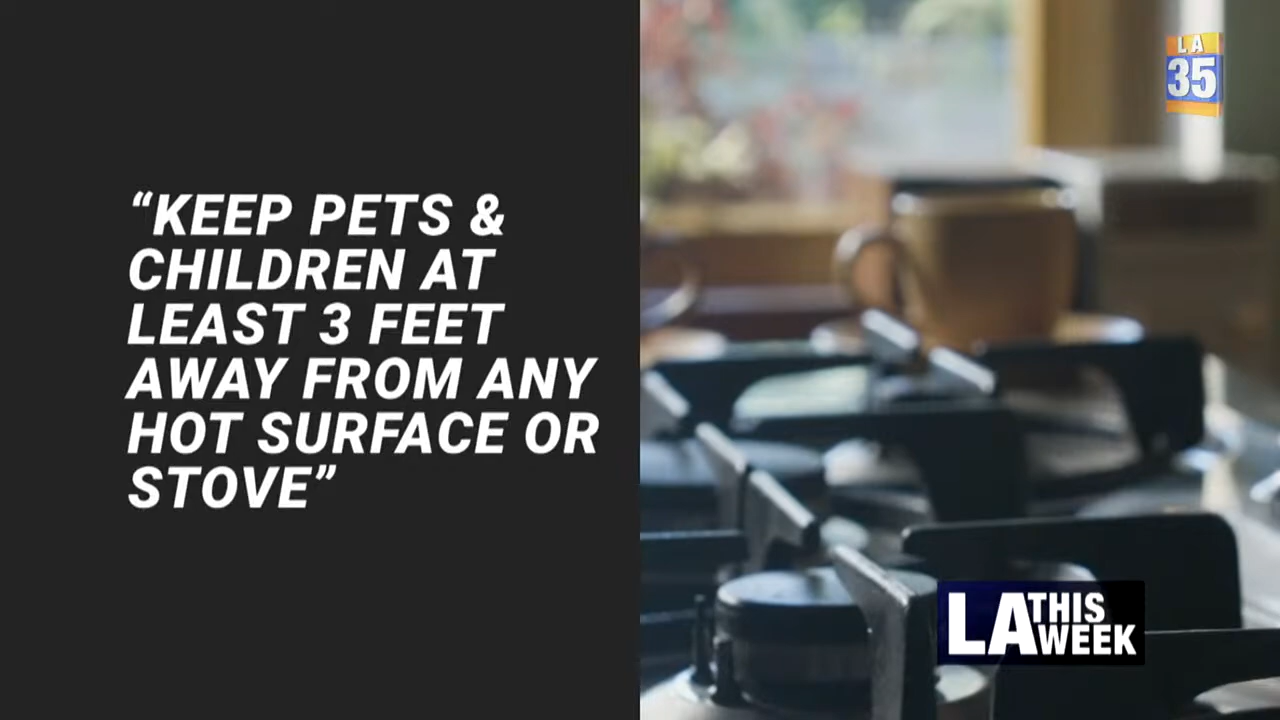 “KEEP PETS &
CHILDREN AT
LEAST 3 FEET
AWAY FROM ANY
HOT SURFACE OR
STOVE”
LA
35
LA THIS
WEEK